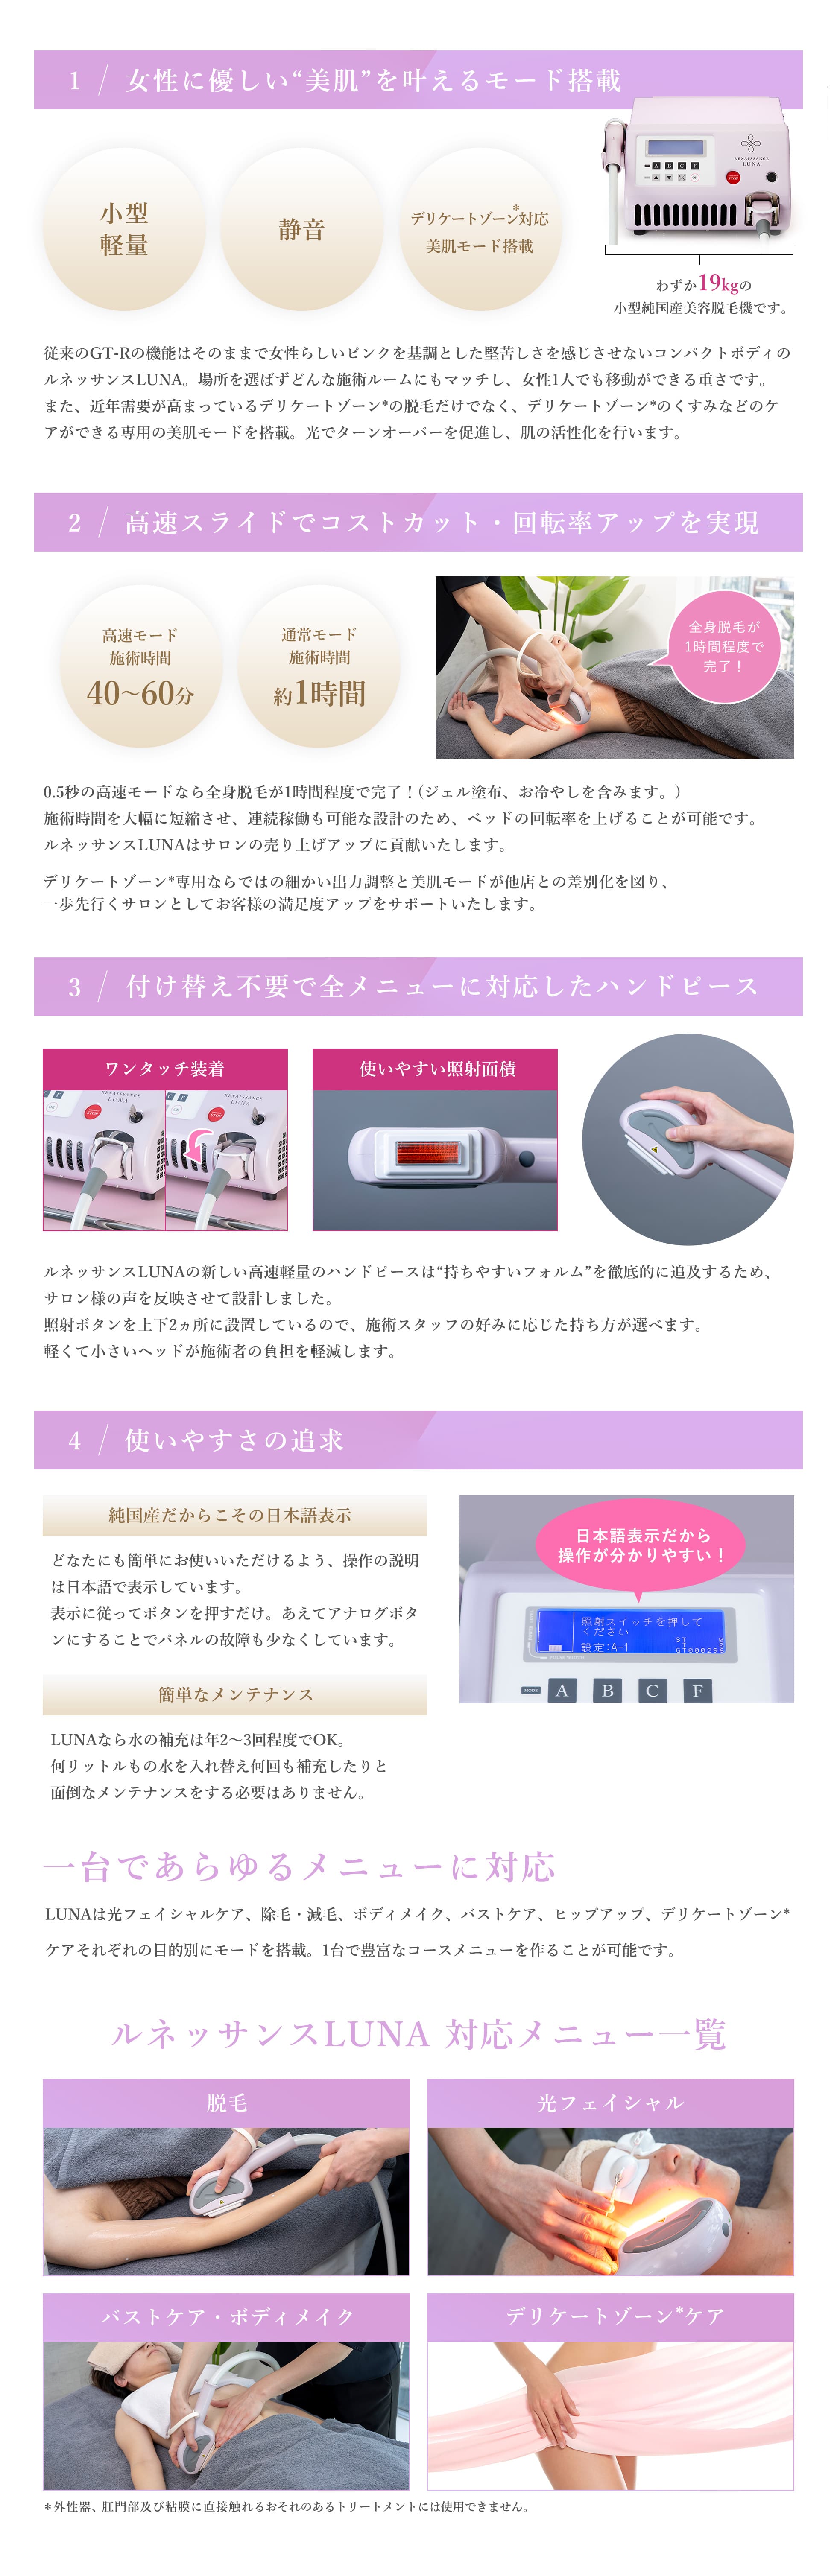 1 / 女性に優しい“美肌”を叶えるモード搭載
小型
軽量
静音
デリケートゾーン*対応
美肌モード搭載
RENAISSANCE
LUNA
A B C F
STOP
わずか19kgの
小型純国産美容脱毛機です。
従来のGT-Rの機能はそのままで女性らしいピンクを基調とした堅苦しさを感じさせないコンパクトボディの
ルネッサンスLUNA。場所を選ばずどんな施術ルームにもマッチし、女性1人でも移動ができる重さです。
また、近年需要が高まっているデリケートゾーン*の脱毛だけでなく、デリケートゾーン*のくすみなどのケ
アができる専用の美肌モードを搭載。光でターンオーバーを促進し、肌の活性化を行います。
2 / 高速スライドでコストカット・回転率アップを実現
高速モード
施術時間
40〜60分
通常モード
施術時間
約1時間
全身脱毛が
1時間程度で
完了！
0.5秒の高速モードなら全身脱毛が1時間程度で完了！（ジェル塗布、お冷やしを含みます。）
施術時間を大幅に短縮させ、連続稼働も可能な設計のため、ベッドの回転率を上げることが可能です。
ルネッサンスLUNAはサロンの売り上げアップに貢献いたします。
デリケートゾーン*専用ならではの細かい出力調整と美肌モードが他店との差別化を図り、
一歩先行くサロンとしてお客様の満足度アップをサポートいたします。
3 / 付け替え不要で全メニューに対応したハンドピース
ワンタッチ装着
使いやすい照射面積
RENAISSANCE
LUNA
RENAISSANCE
LUNA
ルネッサンスLUNAの新しい高速軽量のハンドピースは“持ちやすいフォルム”を徹底的に追及するため、
サロン様の声を反映させて設計しました。
照射ボタンを上下2ヵ所に設置しているので、施術スタッフの好みに応じた持ち方が選べます。
軽くて小さいヘッドが施術者の負担を軽減します。
4 / 使いやすさの追求
純国産だからこその日本語表示
どなたにも簡単にお使いいただけるよう、操作の説明
は日本語で表示しています。
表示に従ってボタンを押すだけ。あえてアナログボタ
ンにすることでパネルの故障も少なくしています。
日本語表示だから
操作が分かりやすい！
照射スイッチを押して
ください
設定:A-1
MODE A B C F
簡単なメンテナンス
LUNAなら水の補充は年2〜3回程度でOK。
何リットルもの水を入れ替え何回も補充したりと
面倒なメンテナンスをする必要はありません。
一台であらゆるメニューに対応
LUNAは光フェイシャルケア、除毛・減毛、ボディメイク、バストケア、ヒップアップ、デリケートゾーン*
ケアそれぞれの目的別にモードを搭載。1台で豊富なコースメニューを作ることが可能です。
ルネッサンスLUNA 対応メニュー一覧
脱毛
光フェイシャル
バストケア・ボディメイク
デリケートゾーン*ケア
＊外性器、肛門部及び粘膜に直接触れるおそれのあるトリートメントには使用できません。